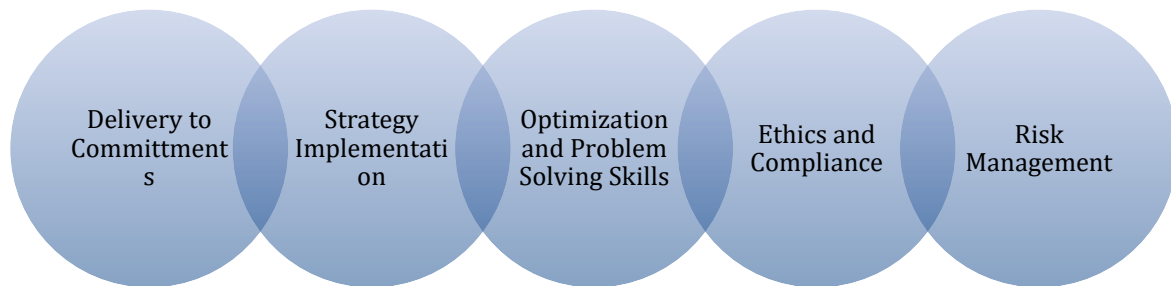 Delivery to
Committment
s
Strategy
Implementati
on
Optimization
and Problem
Solving Skills
Ethics and
Compliance
Risk
Management